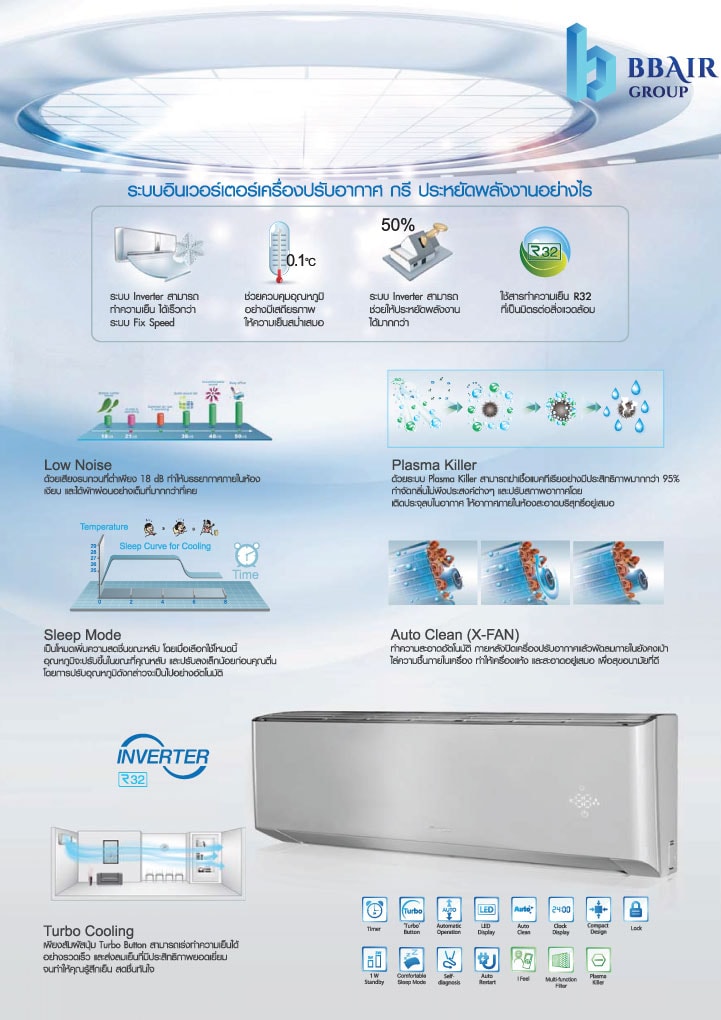 BBAIR
GROUP
ระบบอินเวอร์เตอร์เครื่องปรับอากาศ กรี ประหยัดพลังงานอย่างไร
0.1°C
50%
R32
ระบบ Inverter สามารถ
ทำความเย็น ได้เร็วกว่า
ระบบ Fix Speed
ช่วยควบคุมอุณหภูมิ
อย่างมีเสถียรภาพ
ให้ความเย็นสม่ำเสมอ
ระบบ Inverter สามารถ
ช่วยให้ประหยัดพลังงาน
ได้มากกว่า
ใช้สารทำความเย็น R32
ที่เป็นมิตรต่อสิ่งแวดล้อม
Low Noise
ด้วยเสียงรบกวนที่ต่ำเพียง 18 dB ทำให้บรรยากาศภายในห้อง
เงียบ และได้พักผ่อนอย่างเต็มที่มากกว่าที่เคย
Plasma Killer
ด้วยระบบ Plasma Killer สามารถฆ่าเชื้อแบคทีเรียอย่างมีประสิทธิภาพมากกว่า 95%
กำจัดกลิ่นไม่พึงประสงค์ต่างๆ และปรับสภาพอากาศโดย
เติดประจุลบในอากาศ ให้อากาศภายในห้องสะอาดบริสุทธิ์อยู่เสมอ
Temperature
Sleep Curve for Cooling
29
28
27
26
25
Time
0 2 4 6 8
Sleep Mode
เป็นโหมดเพิ่มความสดชื่นขณะหลับ โดยเมื่อเลือกใช้โหมดนี้
อุณหภูมิจะปรับขึ้นในขณะที่คุณหลับ และปรับลงเล็กน้อยก่อนคุณตื่น
โดยการปรับอุณหภูมิดังกล่าวจะเป็นไปอย่างอัตโนมัติ
Auto Clean (X-FAN)
ทำความสะอาดอัตโนมัติ ภายหลังปิดเครื่องปรับอากาศแล้วพัดลมภายในยังคงเป่า
ไล่ความชื้นภายในเครื่อง ทำให้เครื่องแห้ง และสะอาดอยู่เสมอ เพื่อสุขอนามัยที่ดี
INVERTER
R32
Turbo Cooling
เพียงสัมผัสปุ่ม Turbo Button สามารถเร่งทำความเย็นได้
อย่างรวดเร็ว และส่งลมเย็นที่มีประสิทธิภาพยอดเยี่ยม
จนทำให้คุณรู้สึกเย็น สดชื่นทันใจ
Turbo
AUTO
LED
Auto
24:00
Timer
'Turbo' Button
Automatic Operation
LED Display
Auto Clean
Clock Display
Compact Design
Lock
1 W Standby
Comfortable Sleep Mode
Self-diagnosis
Auto Restart
I Feel
Multi-function Filter
Plasma Killer